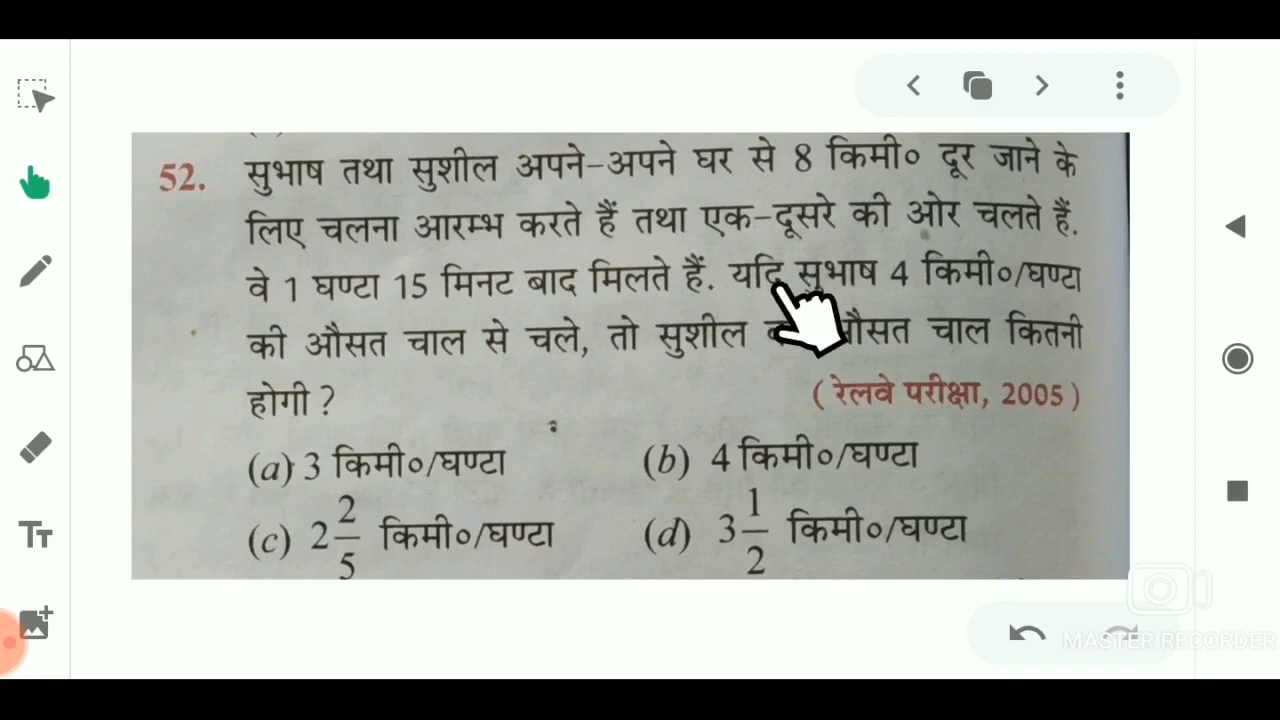 52. सुभाष तथा सुशील अपने-अपने घर से 8 किमी० दूर जाने के
लिए चलना आरम्भ करते हैं तथा एक-दूसरे की ओर चलते हैं.
वे 1 घण्टा 15 मिनट बाद मिलते हैं. यदि सुभाष 4 किमी०/घण्टा
की औसत चाल से चले, तो सुशील औसत चाल कितनी
होगी ?
(रेलवे परीक्षा, 2005)
(a) 3 किमी०/घण्टा (b) 4 किमी०/घण्टा
(c) 2 2/5 किमी०/घण्टा (d) 3 1/2 किमी०/घण्टा
TT
MASTER RECORDER